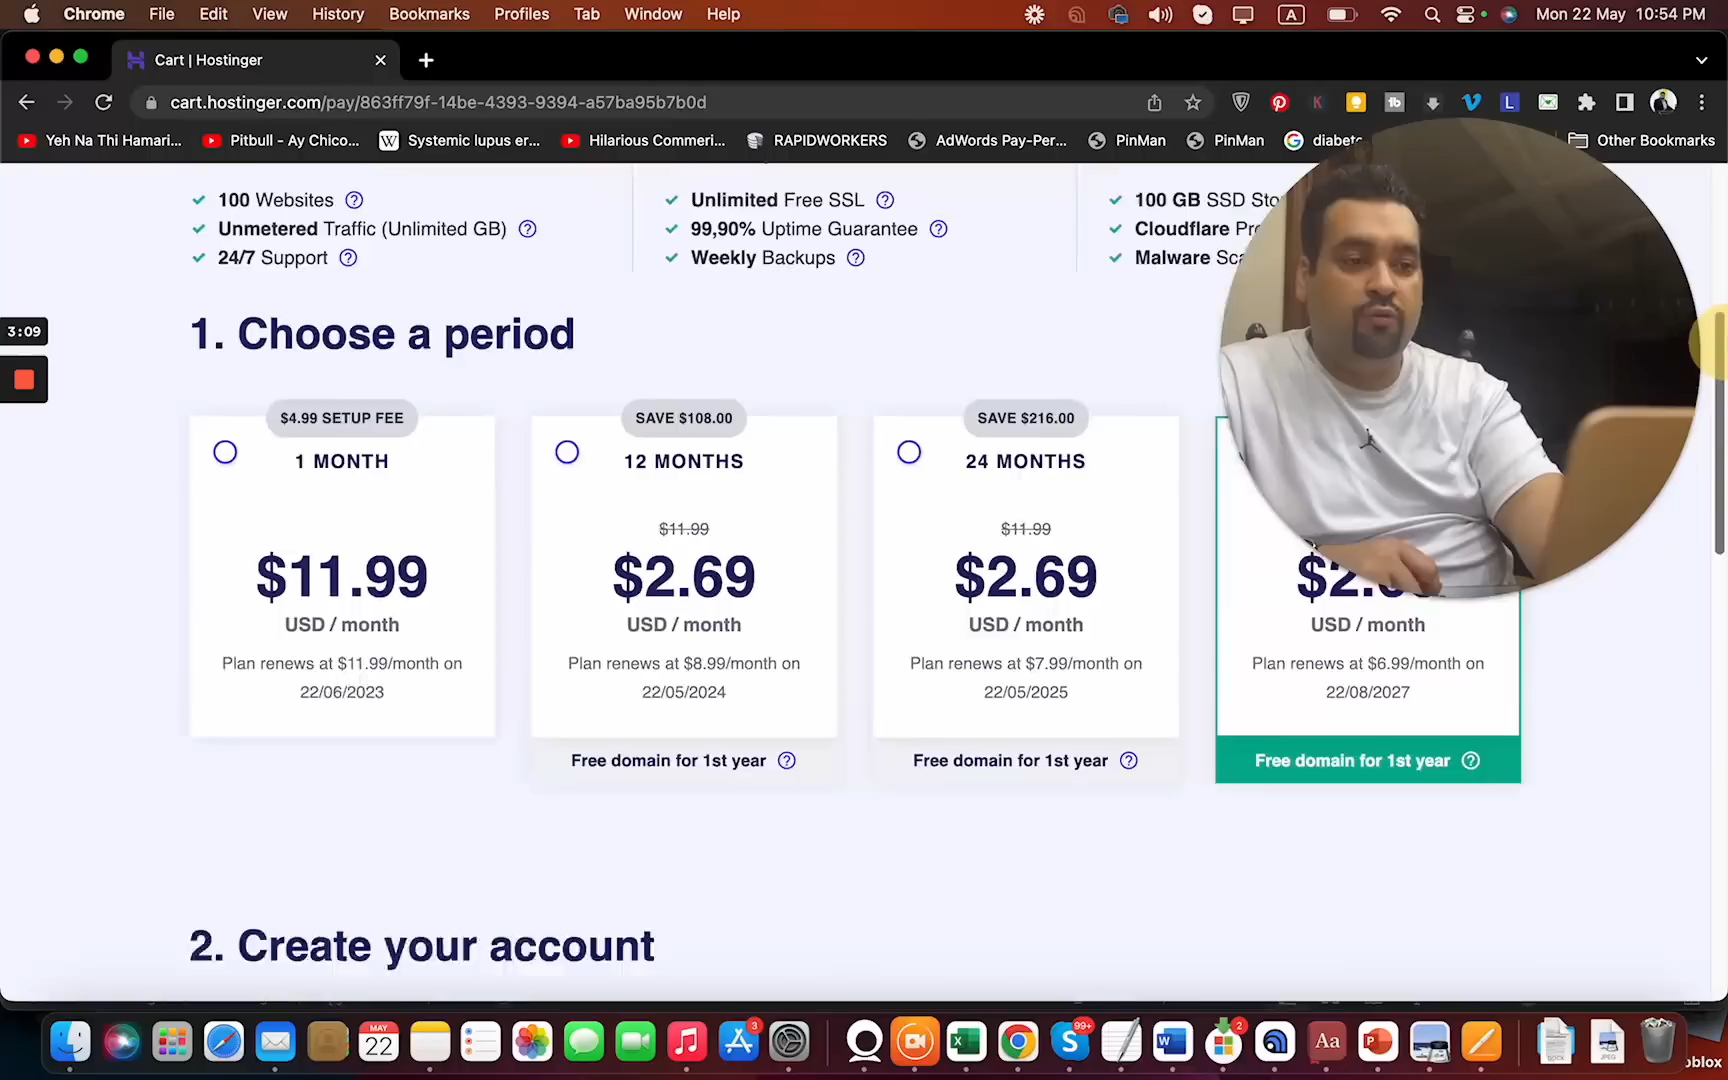 Chrome File Edit View History Bookmarks Profiles Tab Window Help
A
Mon 22 May 10:54 PM
Cart | Hostinger
cart.hostinger.com/pay/863ff79f-14be-4393-9394-a57ba95b7b0d
Yeh Na Thi Hamari...
Pitbull - Ay Chico...
W Systemic lupus er...
Hilarious Commeri...
RAPIDWORKERS
AdWords Pay-Per...
PinMan
PinMan
Other Bookmarks
100 Websites
Unlimited Free SSL
100 GB SSD
Unmetered Traffic (Unlimited GB)
99,90% Uptime Guarantee
Cloudflare
24/7 Support
Weekly Backups
Malware
3:09
1. Choose a period
$4.99 SETUP FEE
1 MONTH
$11.99
USD / month
Plan renews at $11.99/month on
22/06/2023
SAVE $108.00
12 MONTHS
$11.99
$2.69
USD / month
Plan renews at $8.99/month on
22/05/2024
Free domain for 1st year
SAVE $216.00
24 MONTHS
$11.99
$2.69
USD / month
Plan renews at $7.99/month on
22/05/2025
Free domain for 1st year
USD / month
Plan renews at $6.99/month on
22/08/2027
Free domain for 1st year
2. Create your account
MAY
22
3
99+
2
W
Aa
P
DOCX
JPEG
oblox